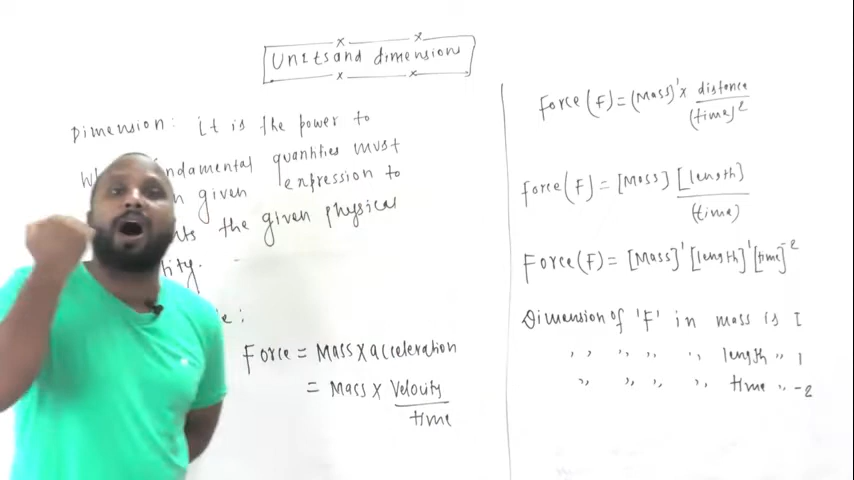 Units and dimension
Dimension: it is the power to
fundamental quantities must
given expression to
the given physical
Force = Mass x acceleration
= Mass x Velocity
time
Force (F) = (Mass)¹ x distance
(time)²
Force (F) = [Mass] [length]
(time)
Force (F) = [Mass]¹ [length]¹ [time]⁻²
Dimension of 'F' in mass is 1
,, ,, ,, ,, length ,, 1
,, ,, ,, ,, time ,, -2